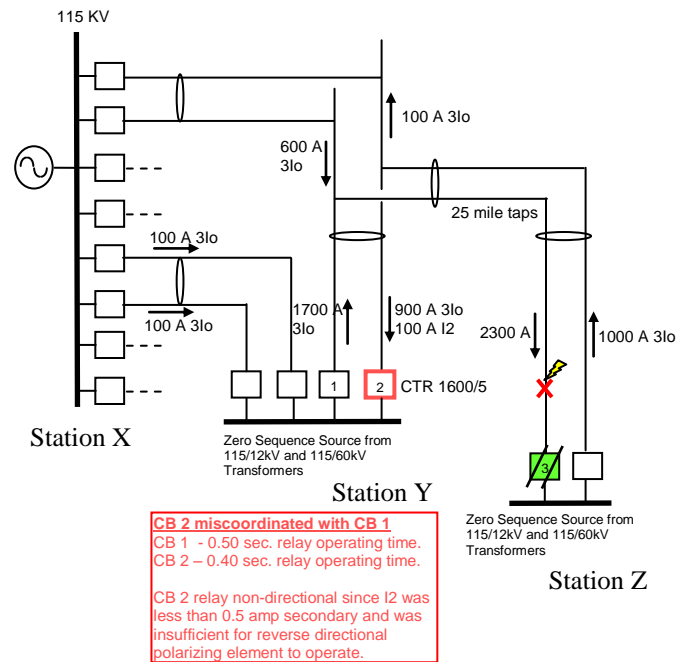 115 KV
100 A 3Io
600 A
3Io
25 mile taps
100 A 3Io
100 A 3Io
1700 A
3Io
900 A 3Io
100 A I2
2300 A
1000 A 3Io
1
2
CTR 1600/5
3
Station X
Zero Sequence Source from
115/12kV and 115/60kV
Transformers
Station Y
Zero Sequence Source from
115/12kV and 115/60kV
Transformers
Station Z
CB 2 miscoordinated with CB 1
CB 1 - 0.50 sec. relay operating time.
CB 2 – 0.40 sec. relay operating time.
CB 2 relay non-directional since I2 was
less than 0.5 amp secondary and was
insufficient for reverse directional
polarizing element to operate.